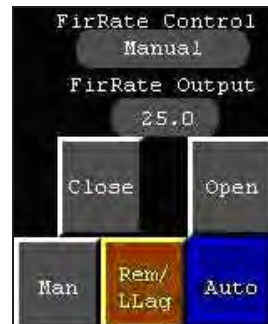 FirRate Control
Manual
FirRate Output
25.0
Close Open
Man Rem/ Auto
LLag